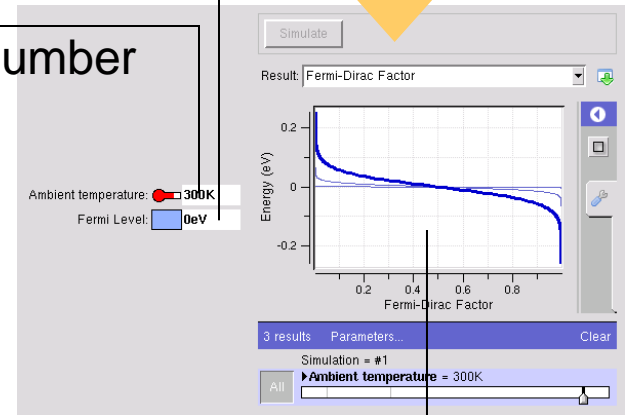 Simulate
umber
Result: Fermi-Dirac Factor
0.2
Energy (eV)
0
-0.2
0.2 0.4 0.6 0.8
Fermi-Dirac Factor
Ambient temperature: 300K
Fermi Level: 0eV
3 results Parameters... Clear
Simulation = #1
All
Ambient temperature = 300K